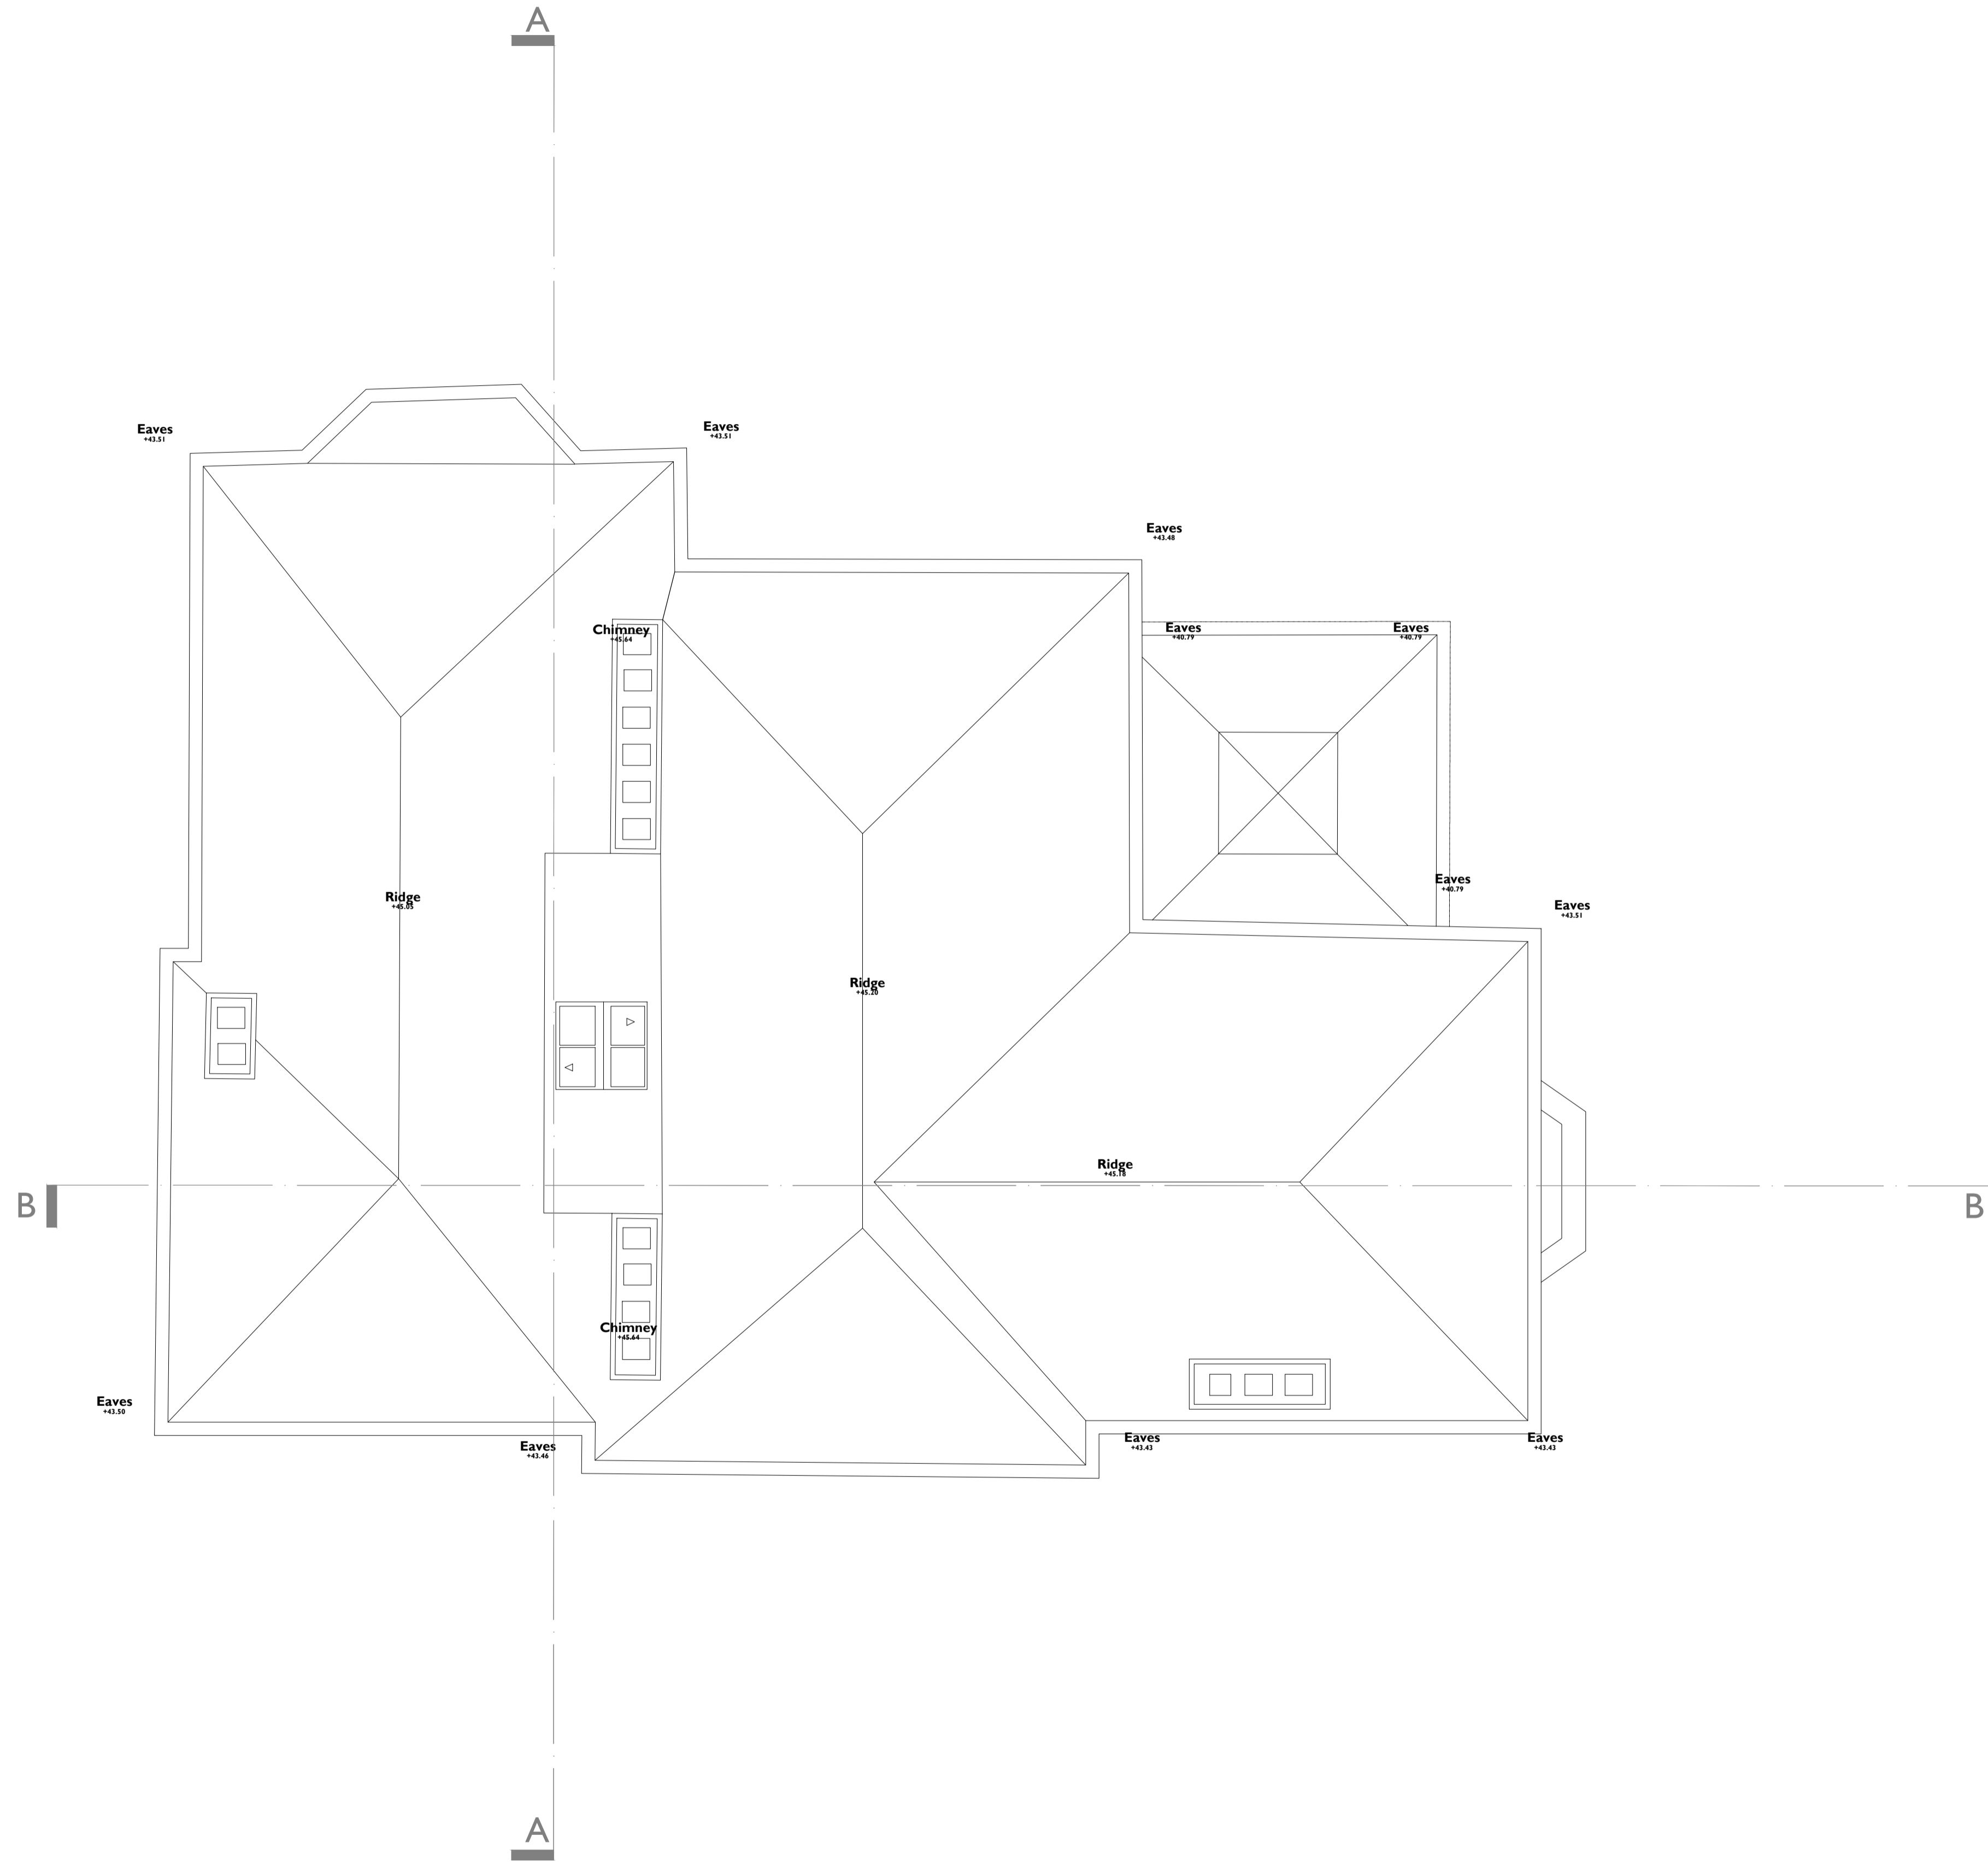 A
Eaves
+43.51
Eaves
+43.51
Eaves
+43.48
Chimney
+45.64
Eaves
+40.79
Eaves
+40.79
Ridge
+45.05
Eaves
+40.79
Eaves
+43.51
Ridge
+45.20
Ridge
+45.18
B
B
Chimney
+45.64
Eaves
+43.50
Eaves
+43.46
Eaves
+43.43
Eaves
+43.43
A